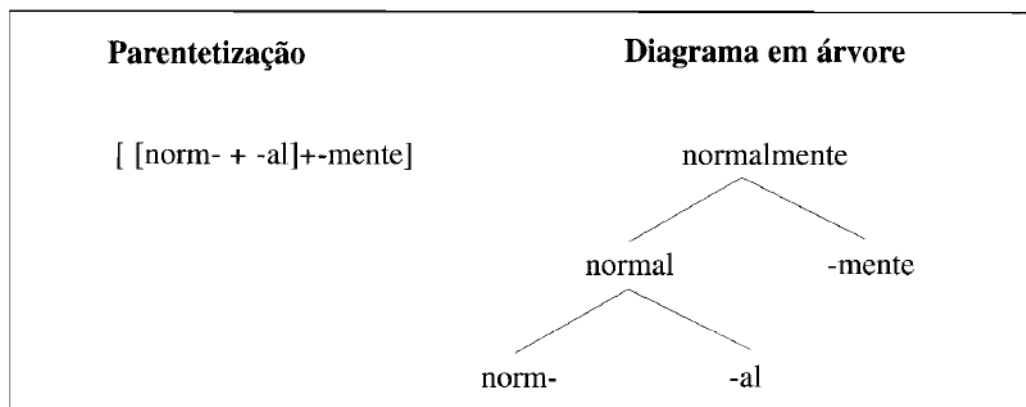 Parentetização
Diagrama em árvore
[ [norm- + -al]+-mente]
normalmente
normal
-mente
norm-
-al